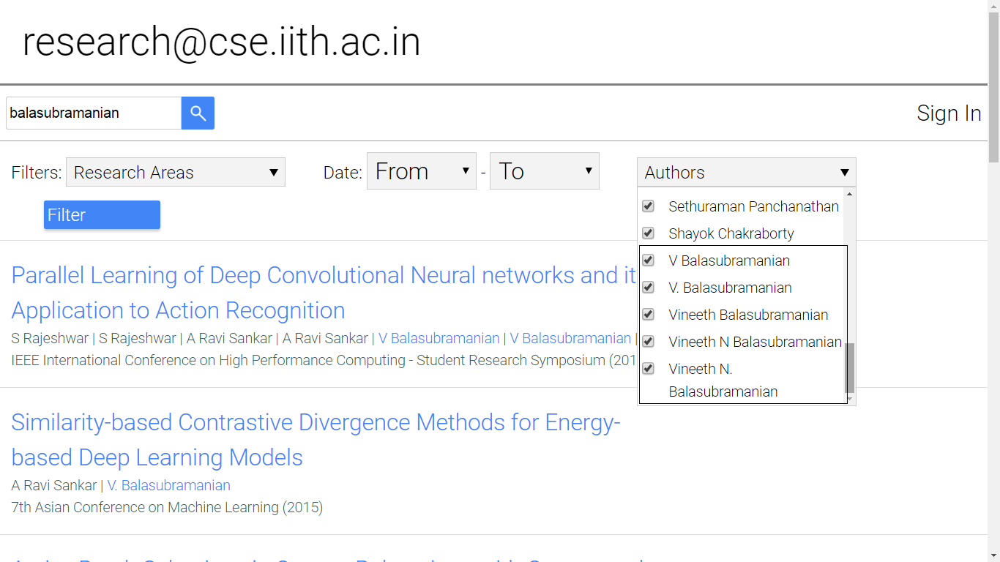 research@cse.iith.ac.in
balasubramanian
Sign In
Filters: Research Areas Date: From - To Authors
Filter
Sethuraman Panchanathan
Shayok Chakraborty
V Balasubramanian
V. Balasubramanian
Vineeth Balasubramanian
Vineeth N Balasubramanian
Vineeth N.
Balasubramanian
Parallel Learning of Deep Convolutional Neural networks and it
Application to Action Recognition
S Rajeshwar | S Rajeshwar | A Ravi Sankar | A Ravi Sankar | V Balasubramanian | V Balasubramanian |
IEEE International Conference on High Performance Computing - Student Research Symposium (201
Similarity-based Contrastive Divergence Methods for Energy-
based Deep Learning Models
A Ravi Sankar | V. Balasubramanian
7th Asian Conference on Machine Learning (2015)